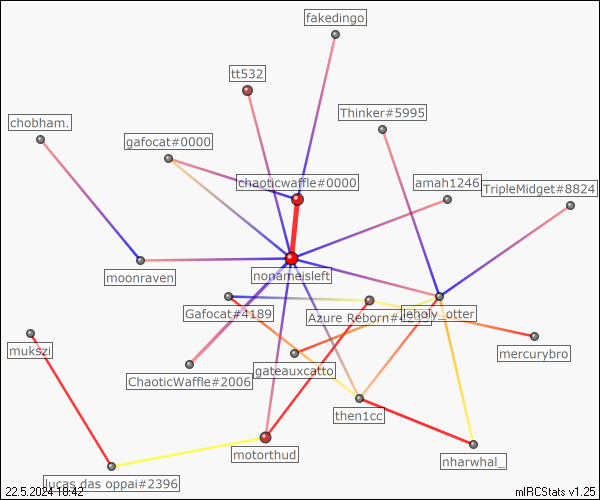 fakedingo
tt532
Thinker#5995
chobham.
gafocat#0000
chaoticwaffle#0000
amah1246
TripleMidget#8824
moonraven
nonameisleft
Gafocat#4189
Azure Reborn#
otter
mukszi
mercurybro
gateauxcatto
ChaoticWaffle#2006
then1cc
motorthud
nharwhal_
lucas das oppai#2396
22.5.2024 18:42
mIRCStats v1.25